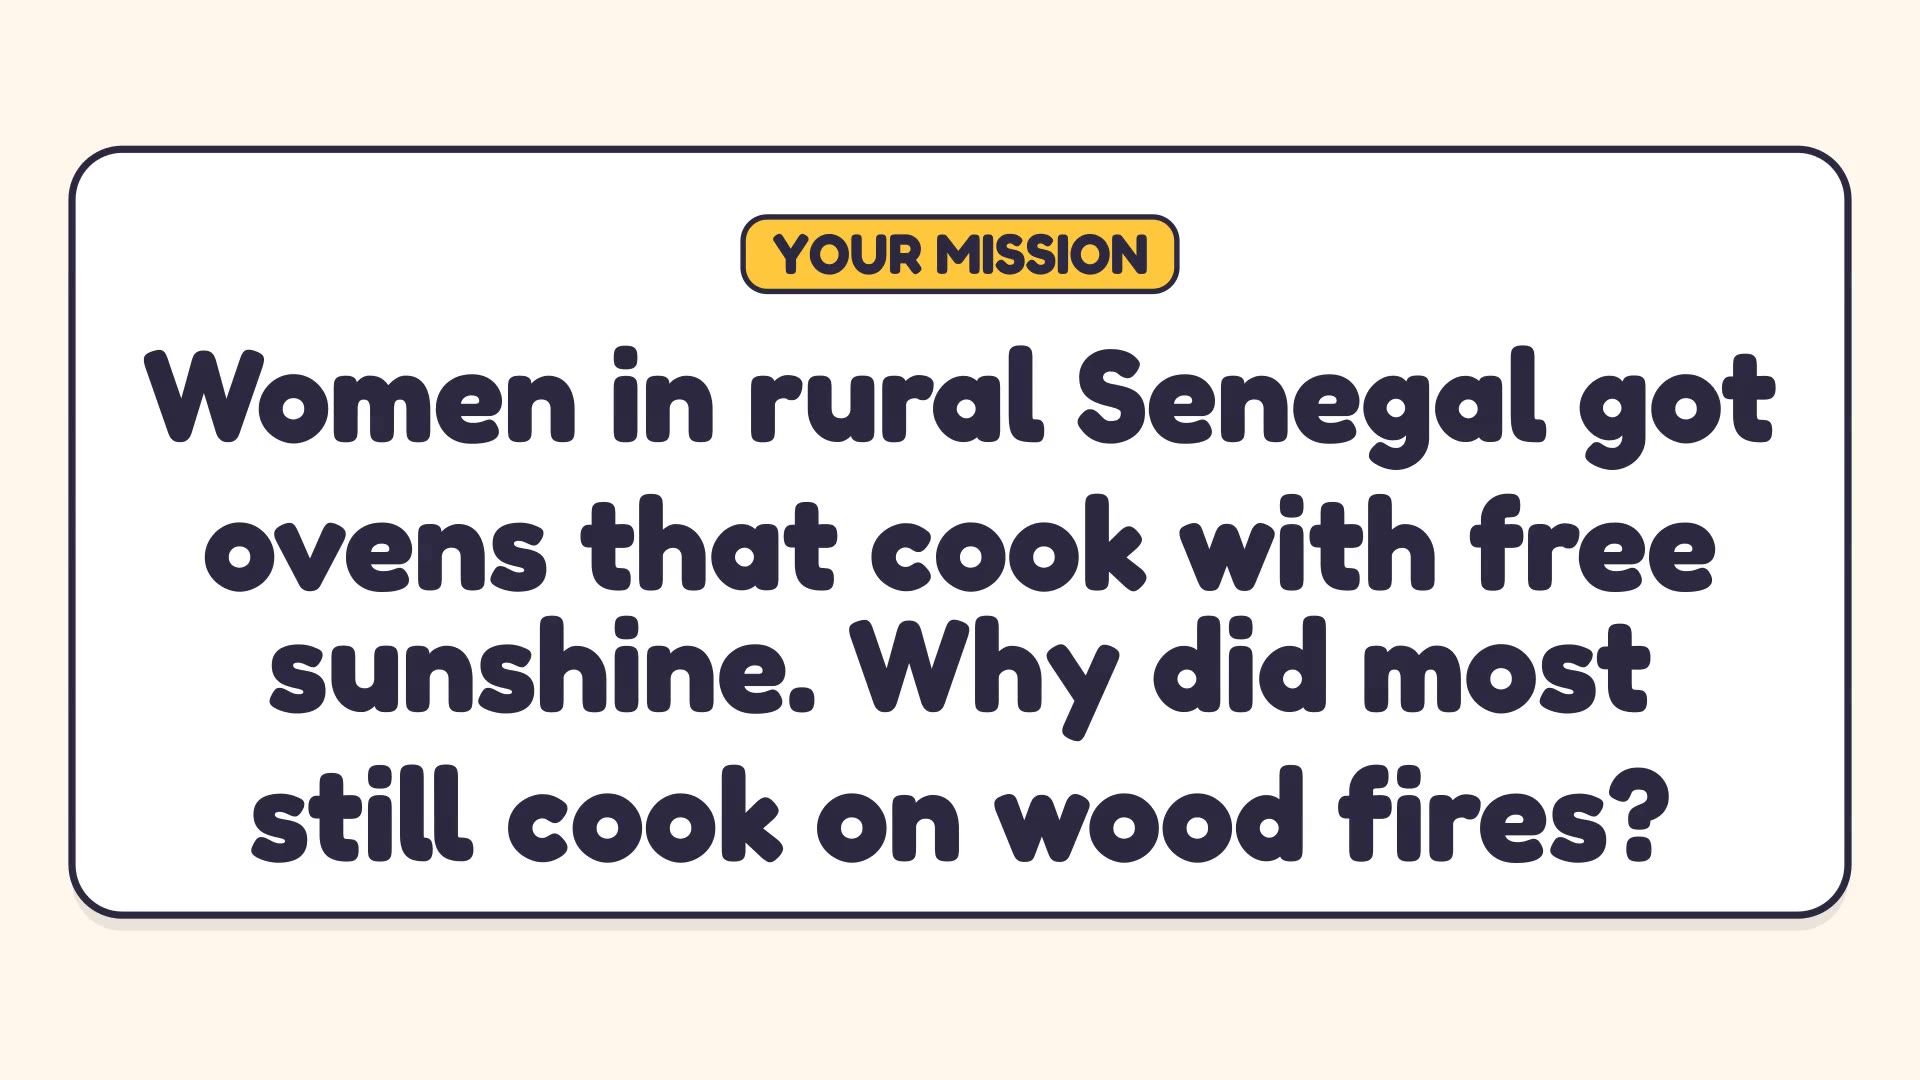 YOUR MISSION
Women in rural Senegal got
ovens that cook with free
sunshine. Why did most
still cook on wood fires?